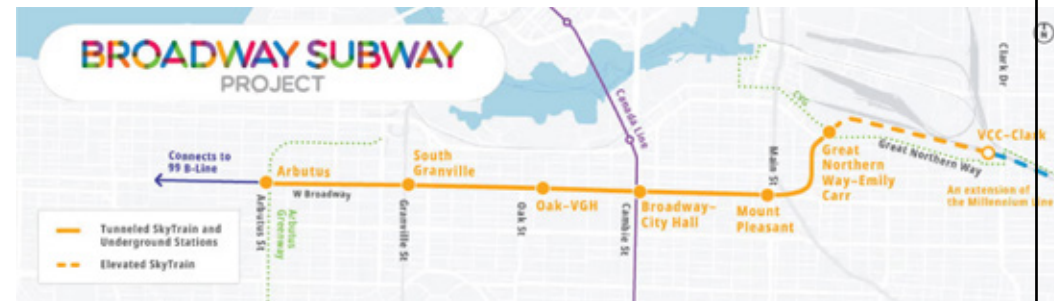 BROADWAY SUBWAY
PROJECT
Connects to
99 B-Line
Arbutus
South
Granville
W Broadway
Oak–VGH
Broadway–
City Hall
Mount
Pleasant
Great
Northern
Way–Emily
Carr
VCC–Clark
An extension of
the Millennium Line
Great Northern Way
CVG
Canada Line
Clark Dr
Main St
Cambie St
Oak St
Granville St
Arbutus St
Arbutus
Greenway
Tunneled SkyTrain and
Underground Stations
Elevated SkyTrain
N